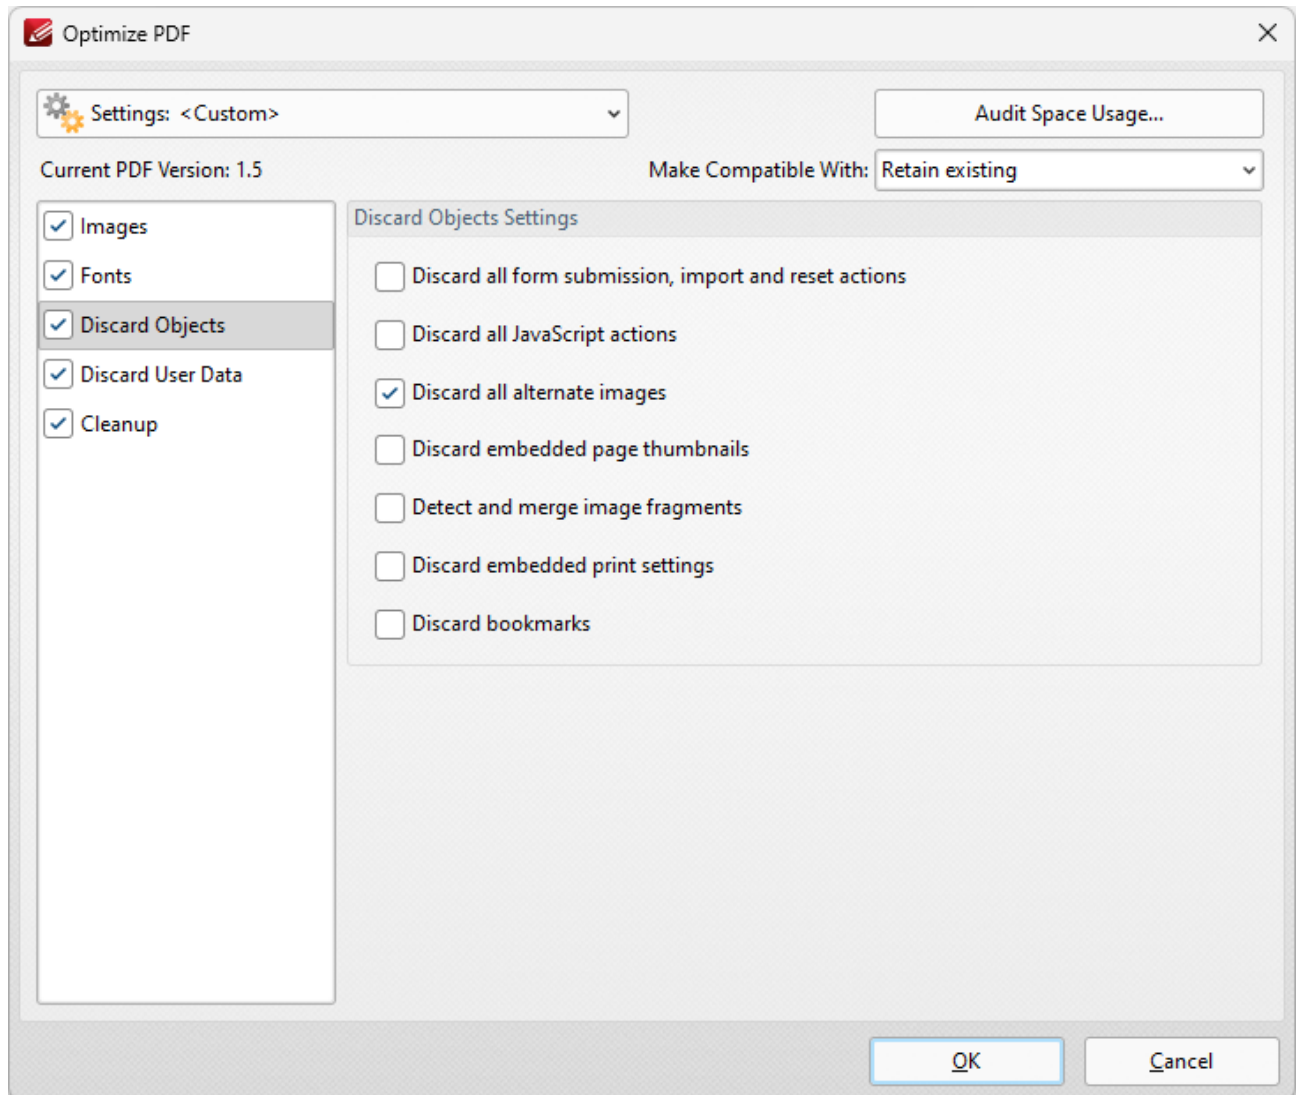 Optimize PDF
Settings: <Custom>
Audit Space Usage...
Current PDF Version: 1.5
Make Compatible With: Retain existing
Images
Fonts
Discard Objects
Discard User Data
Cleanup
Discard Objects Settings
Discard all form submission, import and reset actions
Discard all JavaScript actions
Discard all alternate images
Discard embedded page thumbnails
Detect and merge image fragments
Discard embedded print settings
Discard bookmarks
OK
Cancel